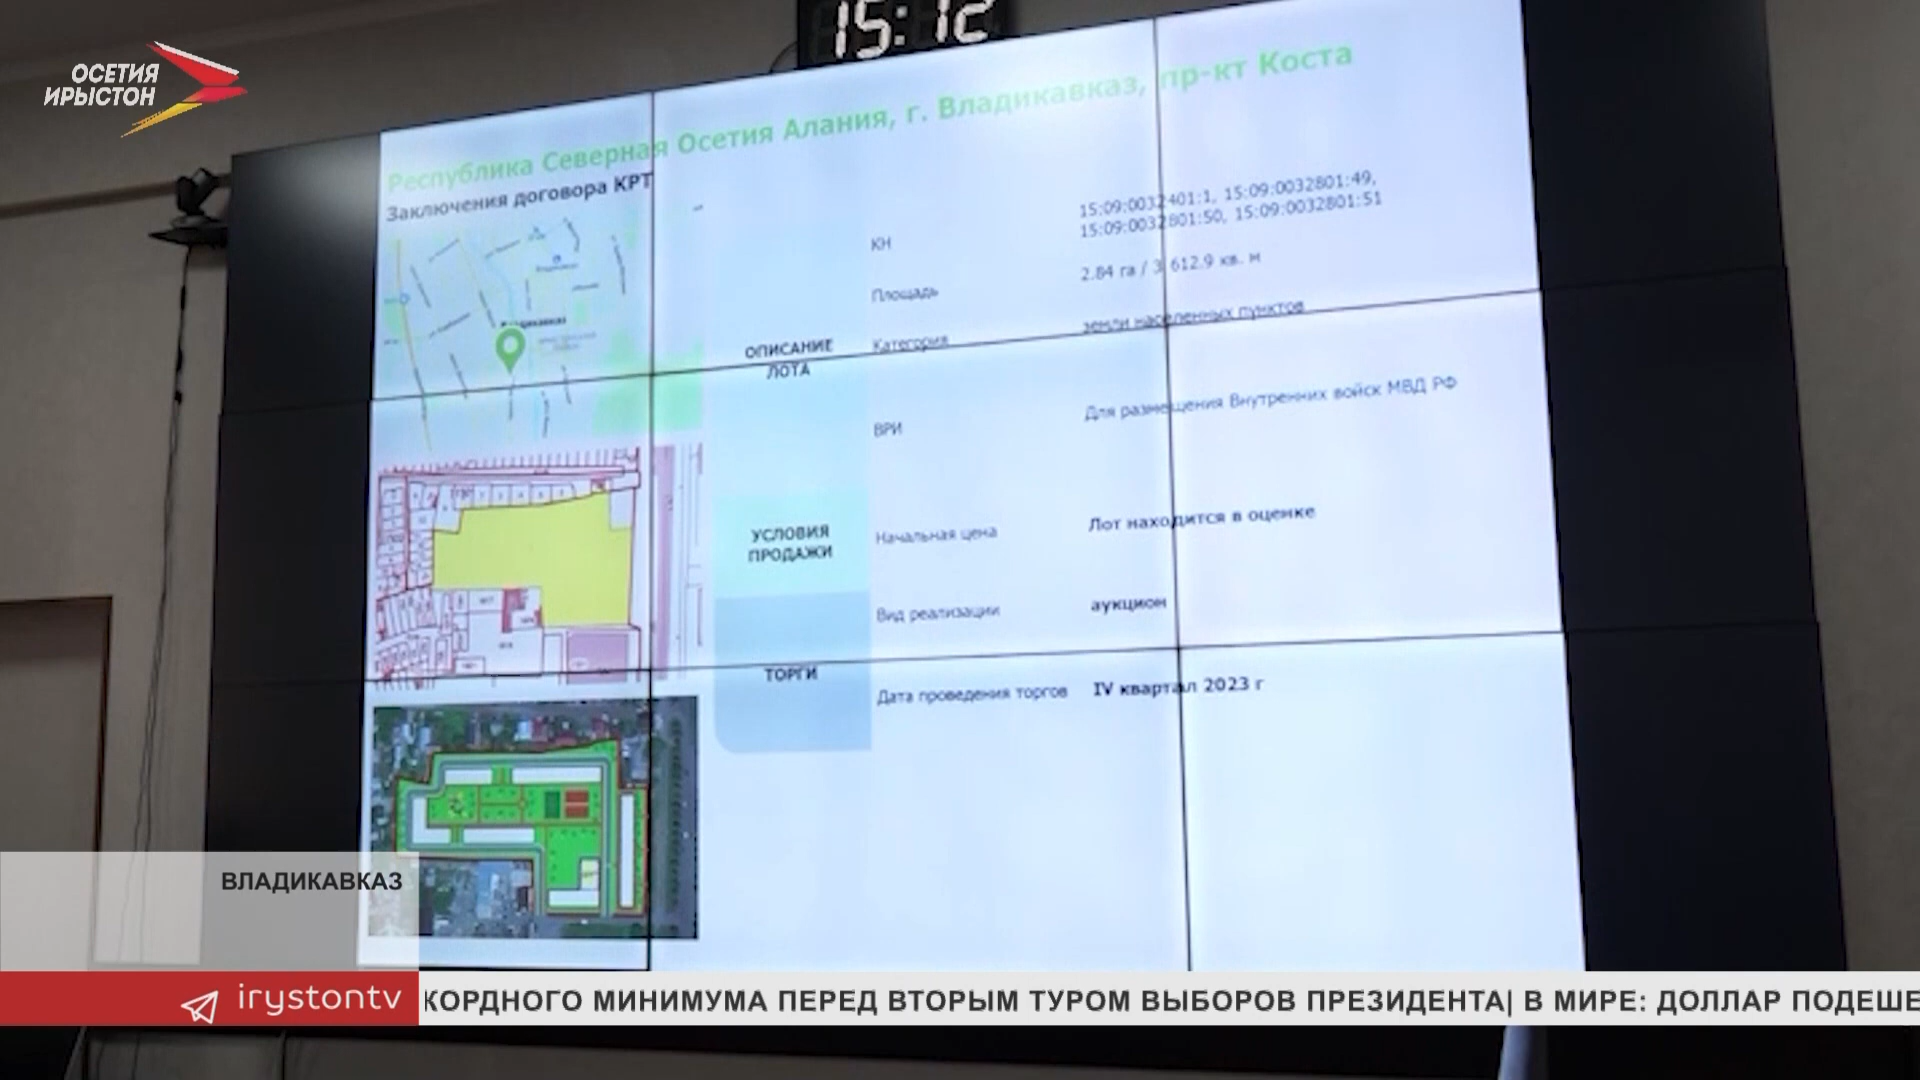 15:12
ОСЕТИЯ
ИРЫСТОН
Республика Северная Осетия Алания, г. Владикавказ, пр-кт Коста
Заключения договора КРТ
КН
15:09:0032401:1, 15:09:0032801:49,
15:09:0032801:50, 15:09:0032801:51
Площадь
2.84 га / 3 612.9 кв. м
ОПИСАНИЕ
ЛОТА
Категория
земли населенных пунктов
ВРИ
Для размещения Внутренних войск МВД РФ
УСЛОВИЯ
ПРОДАЖИ
Начальная цена
Лот находится в оценке
Вид реализации
аукцион
ТОРГИ
Дата проведения торгов
IV квартал 2023 г
ВЛАДИКАВКАЗ
irystontv
КОРДНОГО МИНИМУМА ПЕРЕД ВТОРЫМ ТУРОМ ВЫБОРОВ ПРЕЗИДЕНТА| В МИРЕ: ДОЛЛАР ПОДЕШЕ